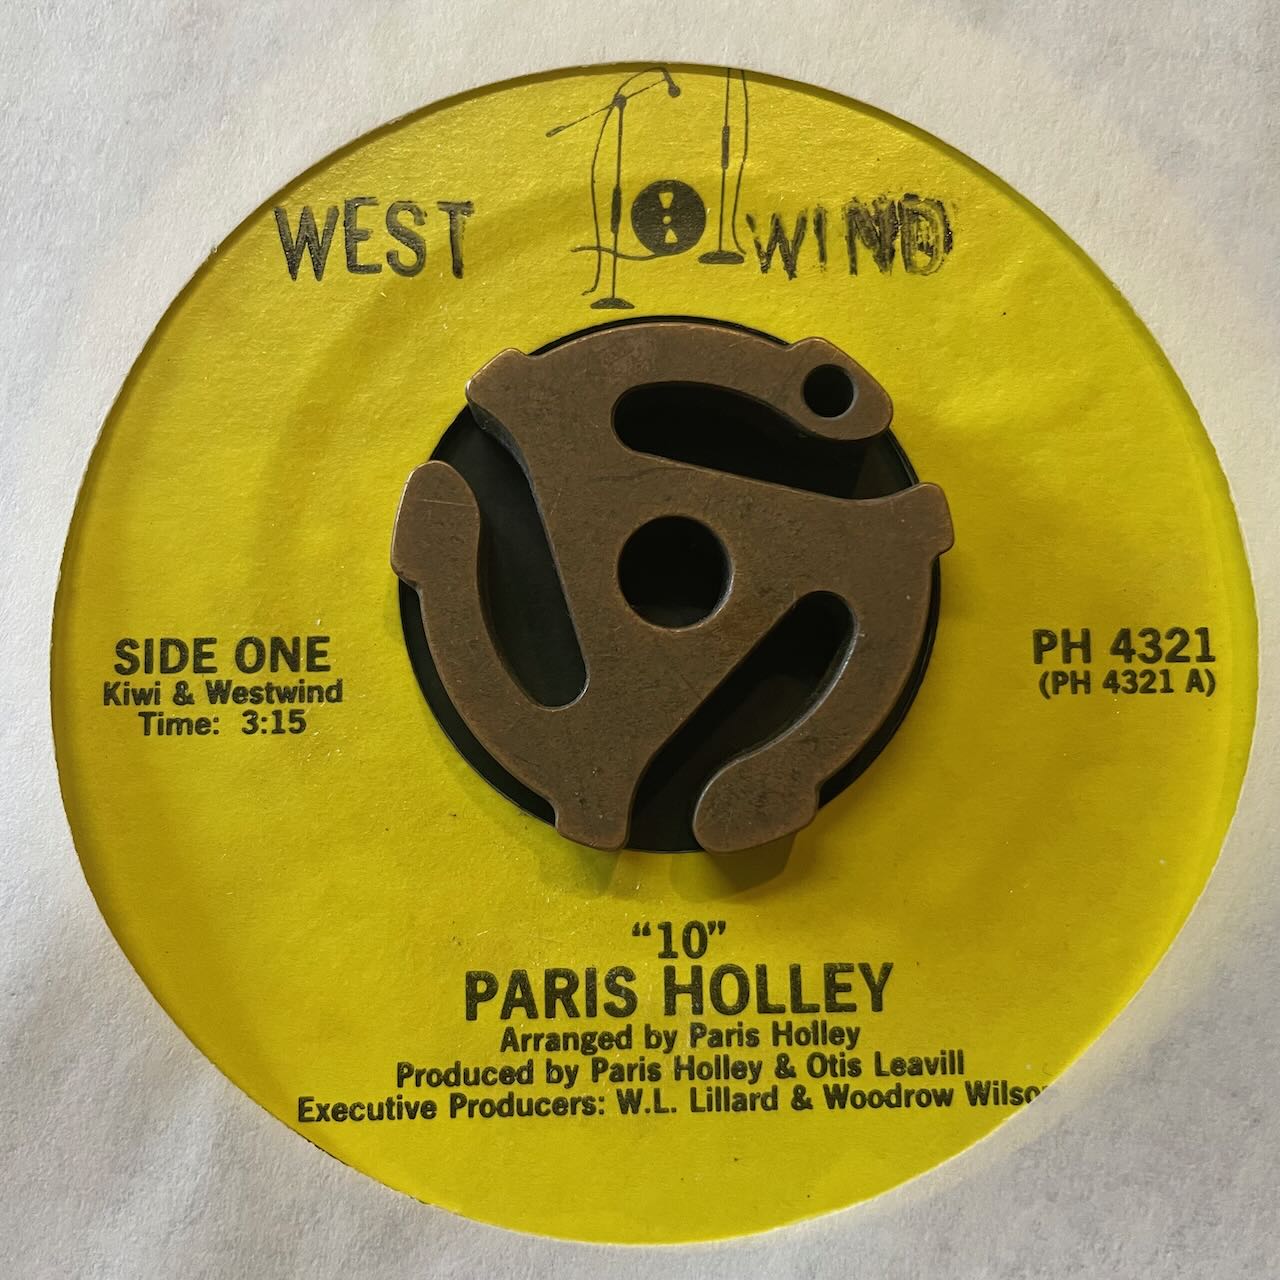 WEST WIND
SIDE ONE
Kiwi & Westwind
Time: 3:15
PH 4321
(PH 4321 A)
“10”
PARIS HOLLEY
Arranged by Paris Holley
Produced by Paris Holley & Otis Leavill
Executive Producers: W.L. Lillard & Woodrow Wilso